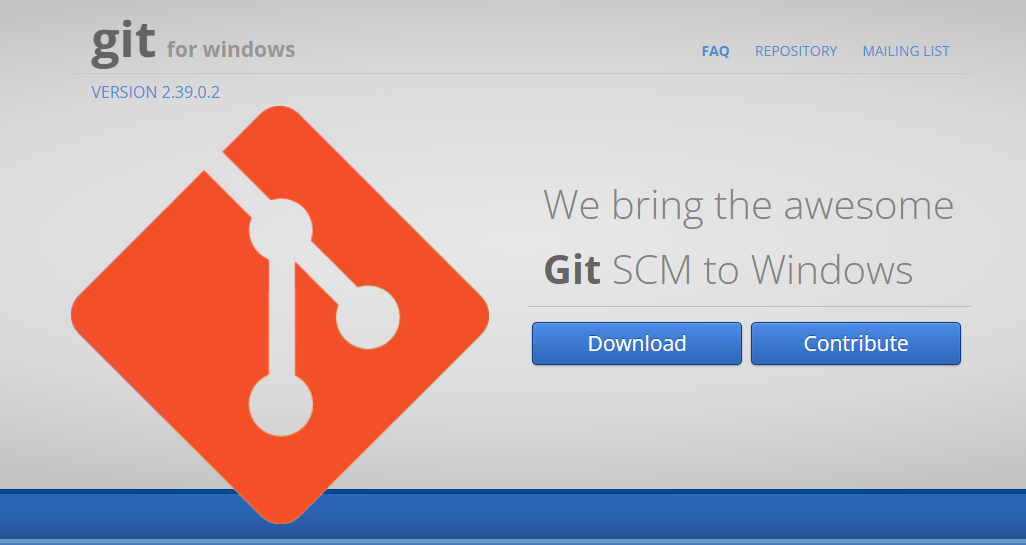 git for windows
FAQ REPOSITORY MAILING LIST
VERSION 2.39.0.2
We bring the awesome
Git SCM to Windows
Download Contribute